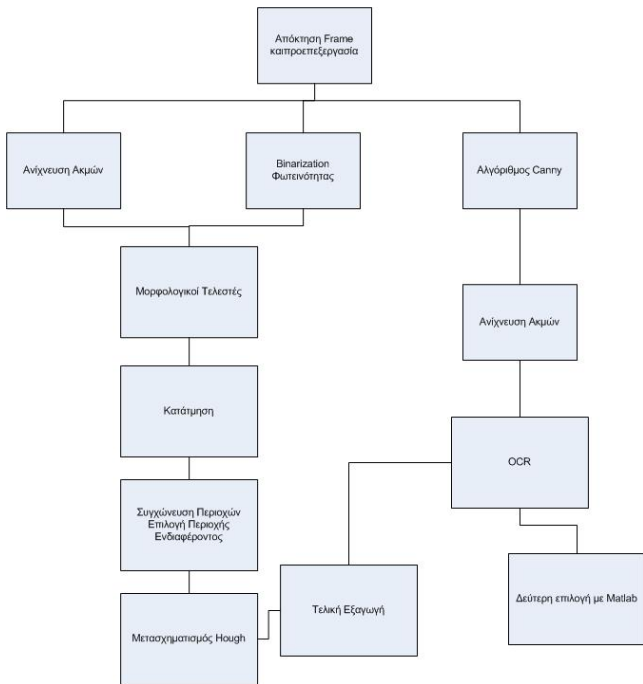 Απόκτηση Frame
καιπροεπεξεργασία
Ανίχνευση Ακμών
Binarization
Φωτεινότητας
Αλγόριθμος Canny
Μορφολογικοί Τελεστές
Ανίχνευση Ακμών
Κατάτμηση
OCR
Συγχώνευση Περιοχών
Επιλογή Περιοχής
Ενδιαφέροντος
Τελική Εξαγωγή
Δεύτερη επιλογή με Matlab
Μετασχηματισμός Hough